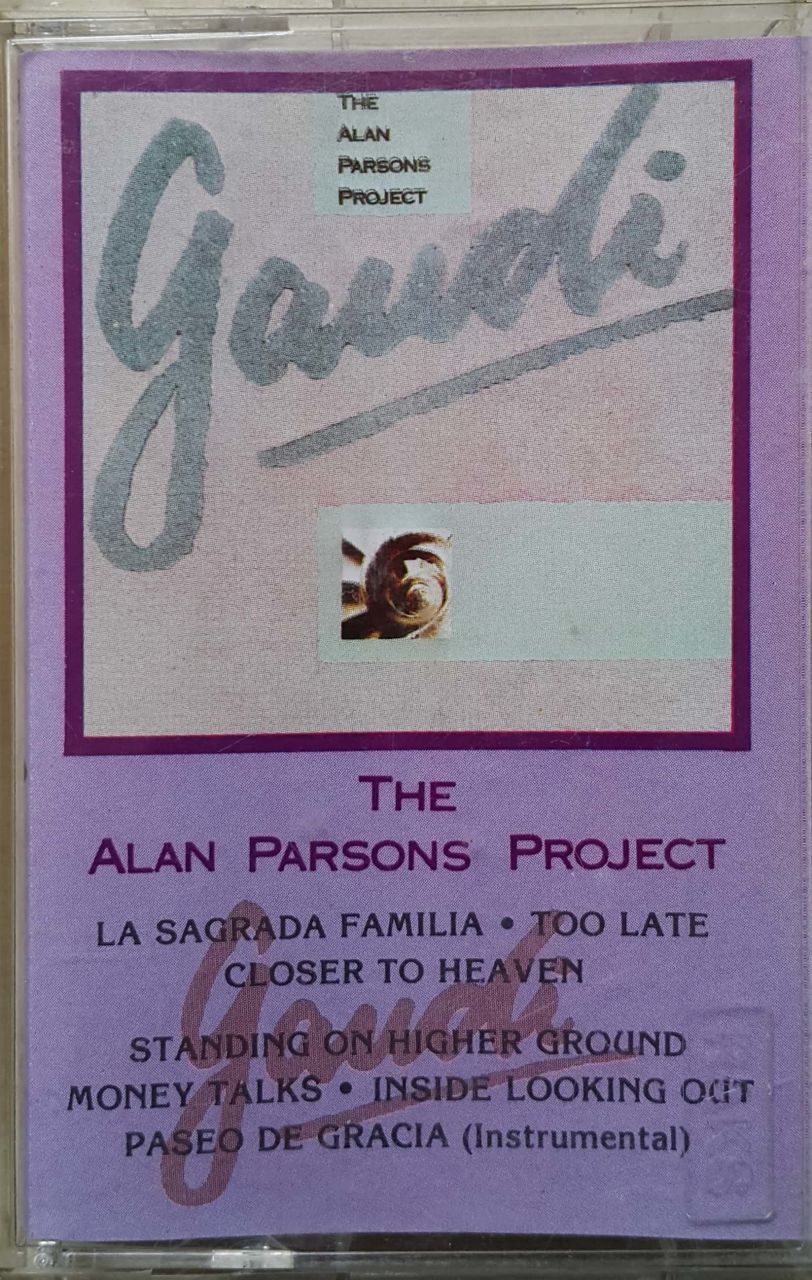 THE
ALAN
PARSONS
PROJECT
gaudi
THE
ALAN PARSONS PROJECT
LA SAGRADA FAMILIA • TOO LATE
CLOSER TO HEAVEN
gaudi
STANDING ON HIGHER GROUND
MONEY TALKS • INSIDE LOOKING OUT
PASEO DE GRACIA (Instrumental)